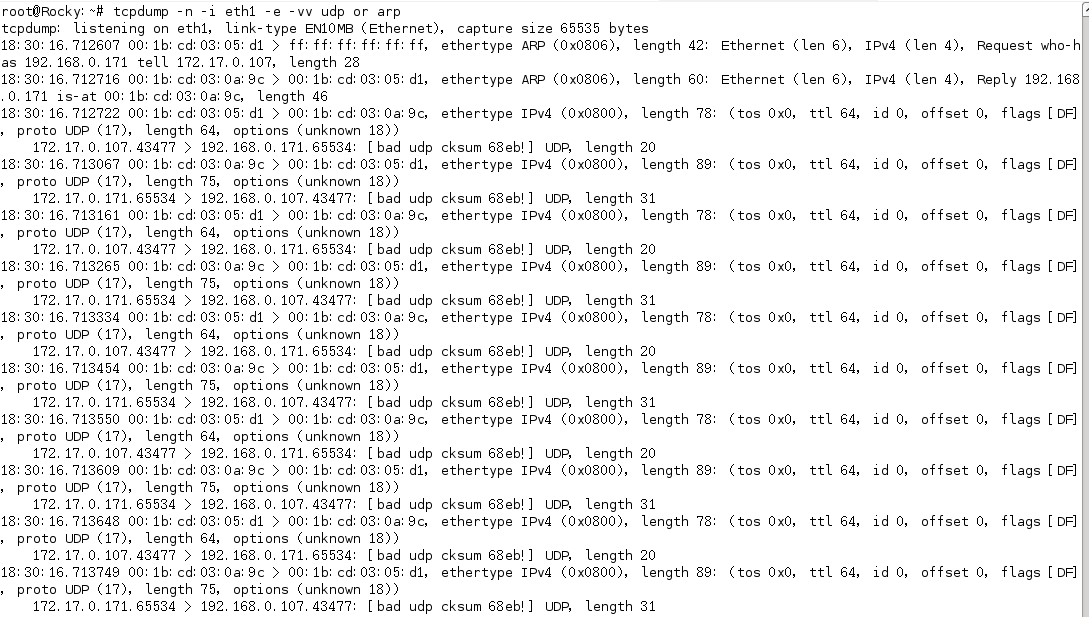 root@Rocky:~# tcpdump -n -i eth1 -e -vv udp or arp
tcpdump: listening on eth1, link-type EN10MB (Ethernet), capture size 65535 bytes
18:30:16.712607 00:1b:cd:03:05:d1 > ff:ff:ff:ff:ff:ff, ethertype ARP (0x0806), length 42: Ethernet (len 6), IPv4 (len 4), Request who-h
as 192.168.0.171 tell 172.17.0.107, length 28
18:30:16.712716 00:1b:cd:03:0a:9c > 00:1b:cd:03:05:d1, ethertype ARP (0x0806), length 60: Ethernet (len 6), IPv4 (len 4), Reply 192.168
.0.171 is-at 00:1b:cd:03:0a:9c, length 46
18:30:16.712722 00:1b:cd:03:05:d1 > 00:1b:cd:03:0a:9c, ethertype IPv4 (0x0800), length 78: (tos 0x0, ttl 64, id 0, offset 0, flags [DF]
, proto UDP (17), length 64, options (unknown 18))
    172.17.0.107.43477 > 192.168.0.171.65534: [bad udp cksum 68eb!] UDP, length 20
18:30:16.713067 00:1b:cd:03:0a:9c > 00:1b:cd:03:05:d1, ethertype IPv4 (0x0800), length 89: (tos 0x0, ttl 64, id 0, offset 0, flags [DF]
, proto UDP (17), length 75, options (unknown 18))
    172.17.0.171.65534 > 192.168.0.107.43477: [bad udp cksum 68eb!] UDP, length 31
18:30:16.713161 00:1b:cd:03:05:d1 > 00:1b:cd:03:0a:9c, ethertype IPv4 (0x0800), length 78: (tos 0x0, ttl 64, id 0, offset 0, flags [DF]
, proto UDP (17), length 64, options (unknown 18))
    172.17.0.107.43477 > 192.168.0.171.65534: [bad udp cksum 68eb!] UDP, length 20
18:30:16.713265 00:1b:cd:03:0a:9c > 00:1b:cd:03:05:d1, ethertype IPv4 (0x0800), length 89: (tos 0x0, ttl 64, id 0, offset 0, flags [DF]
, proto UDP (17), length 75, options (unknown 18))
    172.17.0.171.65534 > 192.168.0.107.43477: [bad udp cksum 68eb!] UDP, length 31
18:30:16.713334 00:1b:cd:03:05:d1 > 00:1b:cd:03:0a:9c, ethertype IPv4 (0x0800), length 78: (tos 0x0, ttl 64, id 0, offset 0, flags [DF]
, proto UDP (17), length 64, options (unknown 18))
    172.17.0.107.43477 > 192.168.0.171.65534: [bad udp cksum 68eb!] UDP, length 20
18:30:16.713454 00:1b:cd:03:0a:9c > 00:1b:cd:03:05:d1, ethertype IPv4 (0x0800), length 89: (tos 0x0, ttl 64, id 0, offset 0, flags [DF]
, proto UDP (17), length 75, options (unknown 18))
    172.17.0.171.65534 > 192.168.0.107.43477: [bad udp cksum 68eb!] UDP, length 31
18:30:16.713550 00:1b:cd:03:05:d1 > 00:1b:cd:03:0a:9c, ethertype IPv4 (0x0800), length 78: (tos 0x0, ttl 64, id 0, offset 0, flags [DF]
, proto UDP (17), length 64, options (unknown 18))
    172.17.0.107.43477 > 192.168.0.171.65534: [bad udp cksum 68eb!] UDP, length 20
18:30:16.713609 00:1b:cd:03:0a:9c > 00:1b:cd:03:05:d1, ethertype IPv4 (0x0800), length 89: (tos 0x0, ttl 64, id 0, offset 0, flags [DF]
, proto UDP (17), length 75, options (unknown 18))
    172.17.0.171.65534 > 192.168.0.107.43477: [bad udp cksum 68eb!] UDP, length 31
18:30:16.713648 00:1b:cd:03:05:d1 > 00:1b:cd:03:0a:9c, ethertype IPv4 (0x0800), length 78: (tos 0x0, ttl 64, id 0, offset 0, flags [DF]
, proto UDP (17), length 64, options (unknown 18))
    172.17.0.107.43477 > 192.168.0.171.65534: [bad udp cksum 68eb!] UDP, length 20
18:30:16.713749 00:1b:cd:03:0a:9c > 00:1b:cd:03:05:d1, ethertype IPv4 (0x0800), length 89: (tos 0x0, ttl 64, id 0, offset 0, flags [DF]
, proto UDP (17), length 75, options (unknown 18))
    172.17.0.171.65534 > 192.168.0.107.43477: [bad udp cksum 68eb!] UDP, length 31